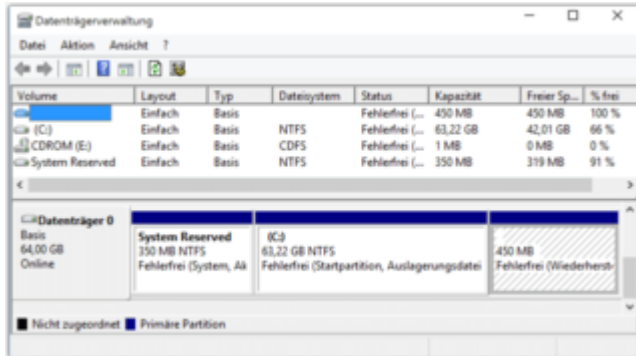 Datenträgerverwaltung
Datei Aktion Ansicht ?
Volume Layout Typ Dateisystem Status Kapazität Freier Sp... % frei
Einfach Basis Fehlerfrei (... 450 MB 450 MB 100 %
(C:) Einfach Basis NTFS Fehlerfrei (... 63,22 GB 42,01 GB 66 %
CDROM (E:) Einfach Basis CDFS Fehlerfrei (... 1 MB 0 MB 0 %
System Reserved Einfach Basis NTFS Fehlerfrei (... 350 MB 319 MB 91 %
Datenträger 0
Basis
64,00 GB
Online
System Reserved
350 MB NTFS
Fehlerfrei (System, Ak
(C:)
63,22 GB NTFS
Fehlerfrei (Startpartition, Auslagerungsdatei
450 MB
Fehlerfrei (Wiederherst
Nicht zugeordnet Primäre Partition